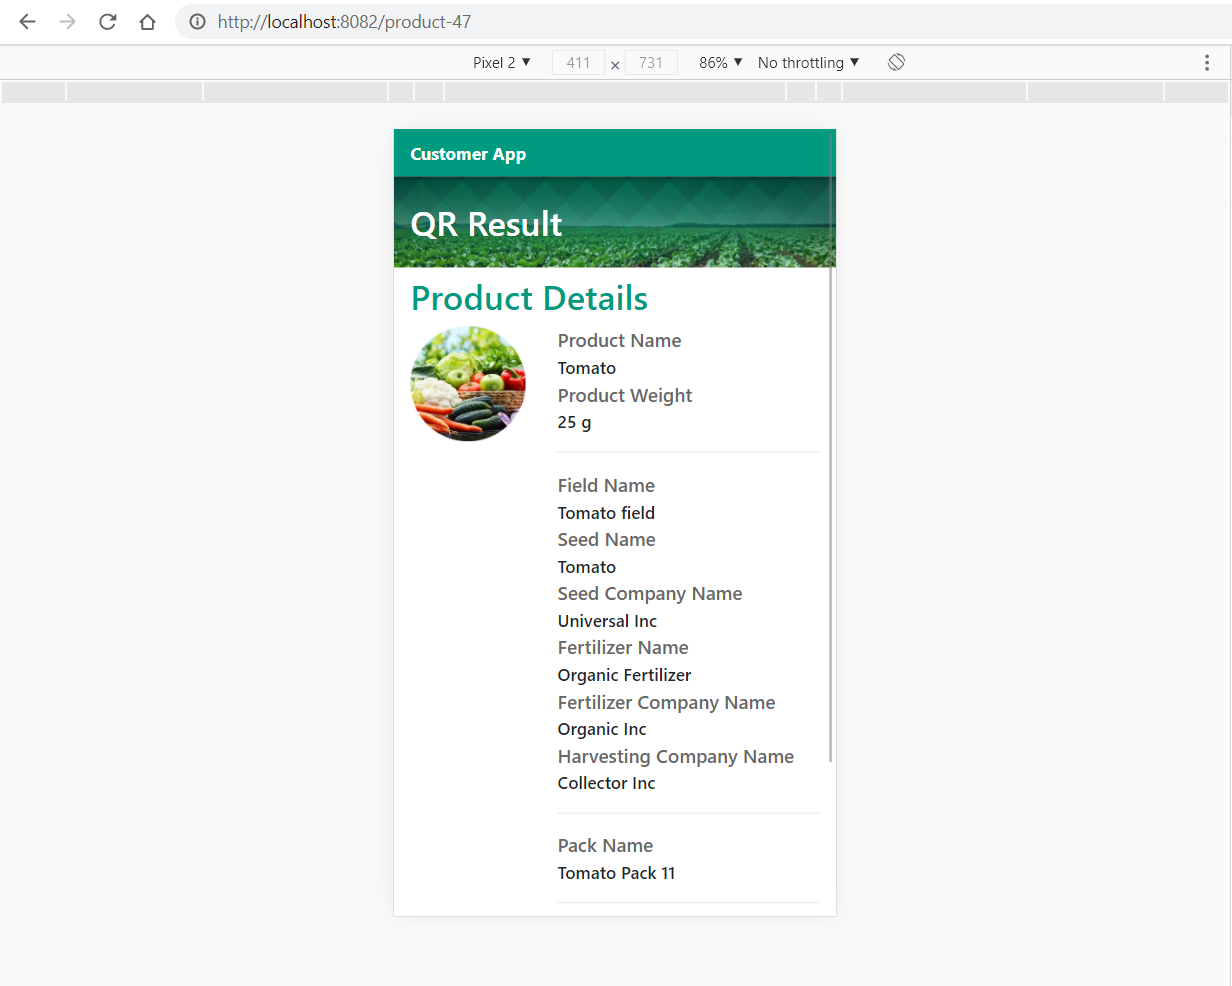 http://localhost:8082/product-47
Pixel 2 ▼ 411 × 731 86% ▼ No throttling ▼
Customer App
QR Result
Product Details
Product Name
Tomato
Product Weight
25 g
Field Name
Tomato field
Seed Name
Tomato
Seed Company Name
Universal Inc
Fertilizer Name
Organic Fertilizer
Fertilizer Company Name
Organic Inc
Harvesting Company Name
Collector Inc
Pack Name
Tomato Pack 11